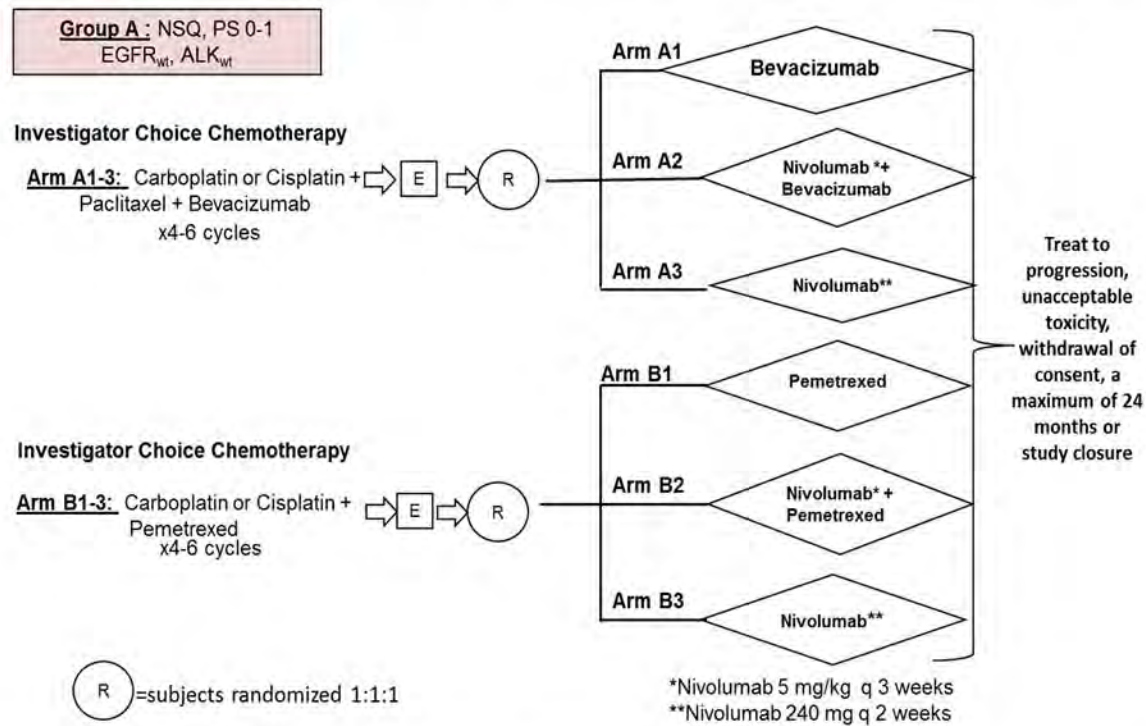 Group A : NSQ, PS 0-1
EGFRwt, ALKwt
Investigator Choice Chemotherapy
Arm A1-3: Carboplatin or Cisplatin +
Paclitaxel + Bevacizumab
x4-6 cycles
E
R
Arm A1
Bevacizumab
Arm A2
Nivolumab *+
Bevacizumab
Arm A3
Nivolumab**
Investigator Choice Chemotherapy
Arm B1-3: Carboplatin or Cisplatin +
Pemetrexed
x4-6 cycles
E
R
Arm B1
Pemetrexed
Arm B2
Nivolumab* +
Pemetrexed
Arm B3
Nivolumab**
Treat to
progression,
unacceptable
toxicity,
withdrawal of
consent, a
maximum of 24
months or
study closure
R =subjects randomized 1:1:1
*Nivolumab 5 mg/kg q 3 weeks
**Nivolumab 240 mg q 2 weeks